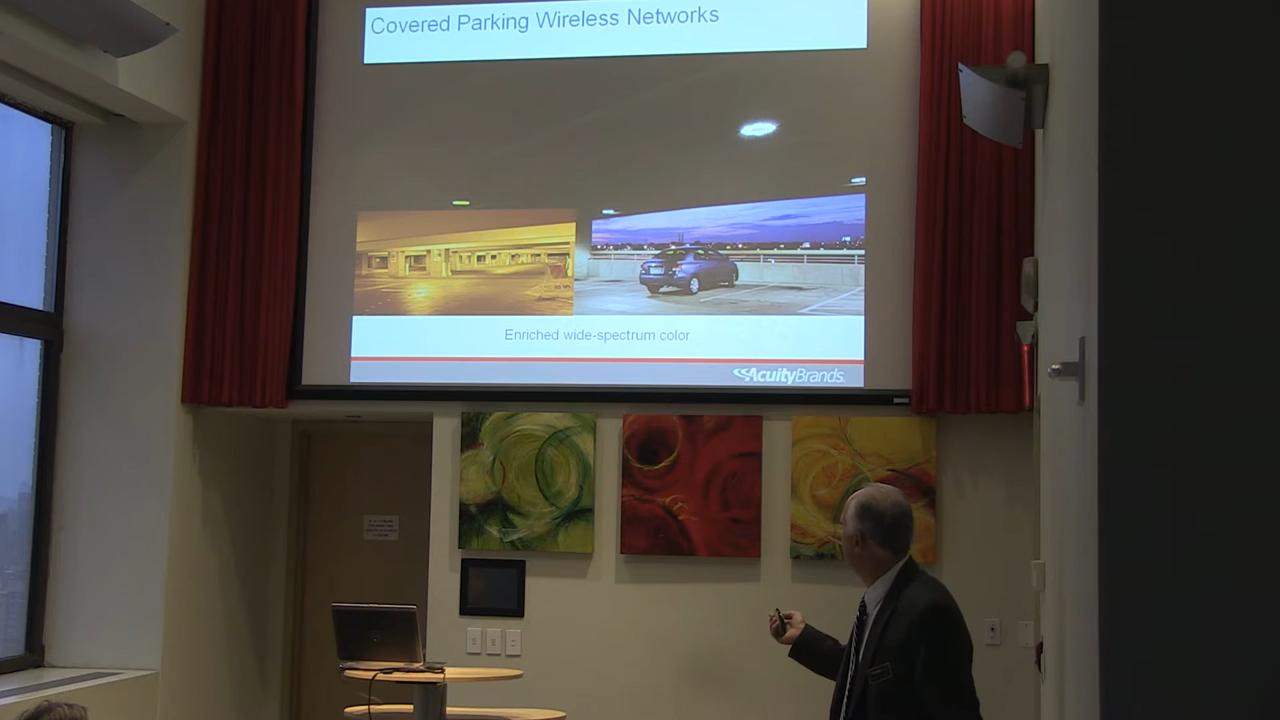 Covered Parking Wireless Networks
Enriched wide-spectrum color
AcuityBrands.